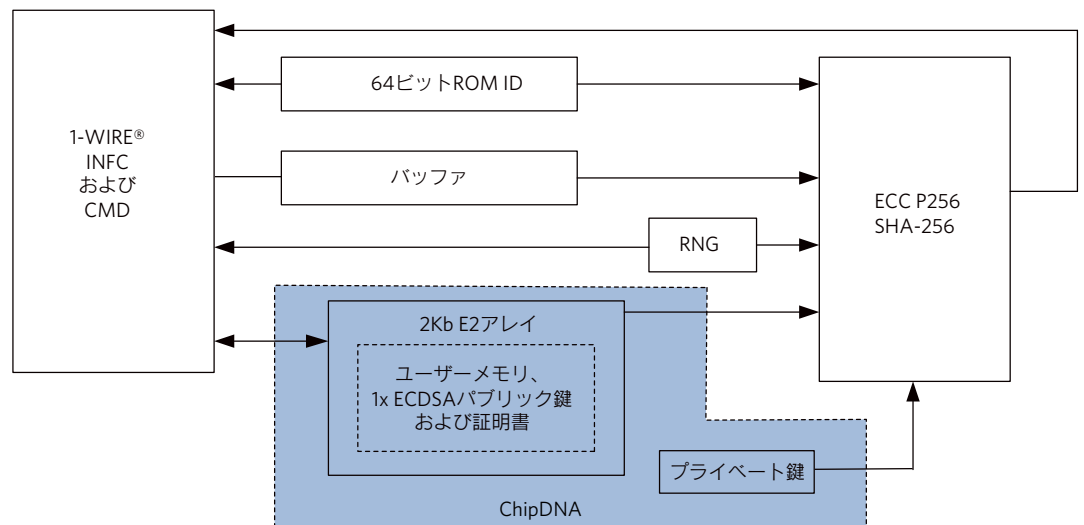 1-WIRE®
INFC
および
CMD
64ビットROM ID
バッファ
RNG
ECC P256
SHA-256
2Kb E2アレイ
ユーザーメモリ、
1x ECDSAパブリック鍵
および証明書
プライベート鍵
ChipDNA